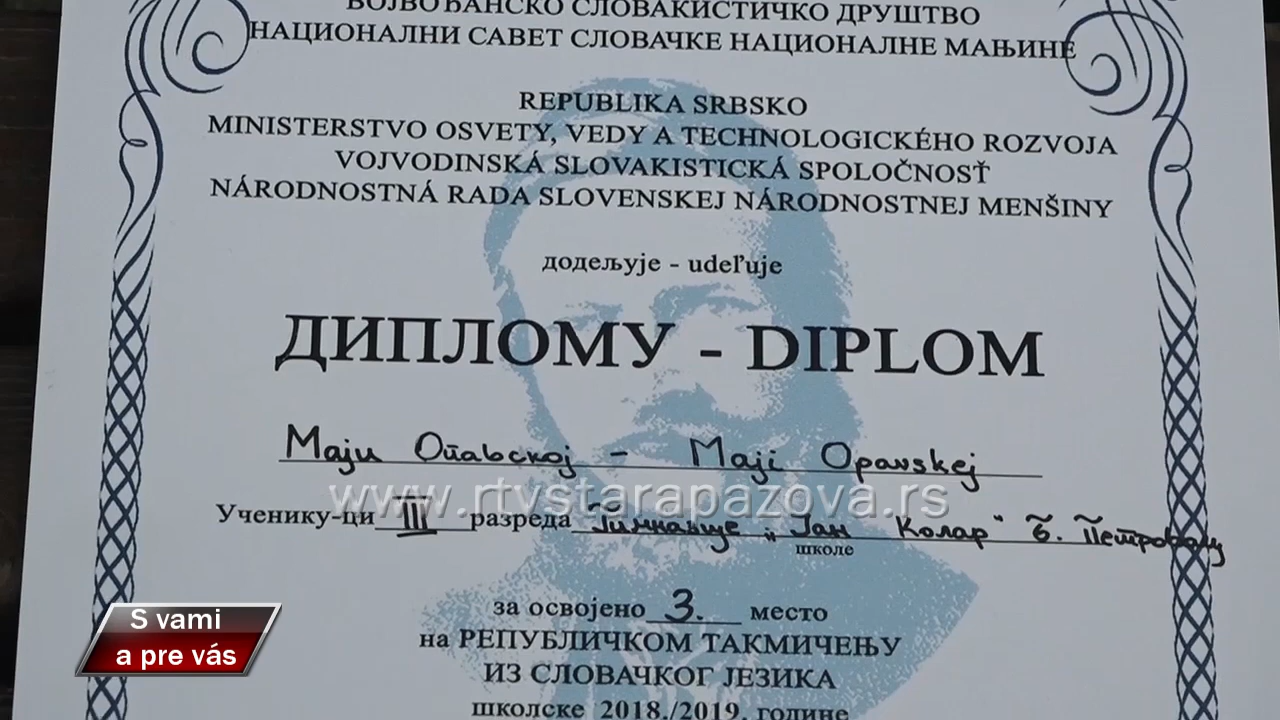 ВОЈВОЂАНСКО СЛОВАКИСТИЧКО ДРУШТВО
НАЦИОНАЛНИ САВЕТ СЛОВАЧКЕ НАЦИОНАЛНЕ МАЊИНЕ
REPUBLIKA SRBSKO
MINISTERSTVO OSVETY, VEDY A TECHNOLOGICKÉHO ROZVOJA
VOJVODINSKÁ SLOVAKISTICKÁ SPOLOČNOSŤ
NÁRODNOSTNÁ RADA SLOVENSKEJ NÁRODNOSTNEJ MENŠINY
додељује - udeľuje
ДИПЛОМУ - DIPLOM
Маји Опавској - Maji Opavskej
www.rtvstarapazova.rs
Ученику-ци III разреда Гимназије „Јан Колар" Б. Петровац
школе
за освојено 3. место
на РЕПУБЛИЧКОМ ТАКМИЧЕЊУ
ИЗ СЛОВАЧКОГ ЈЕЗИКА
школске 2018./2019. године
S vami
a pre vás